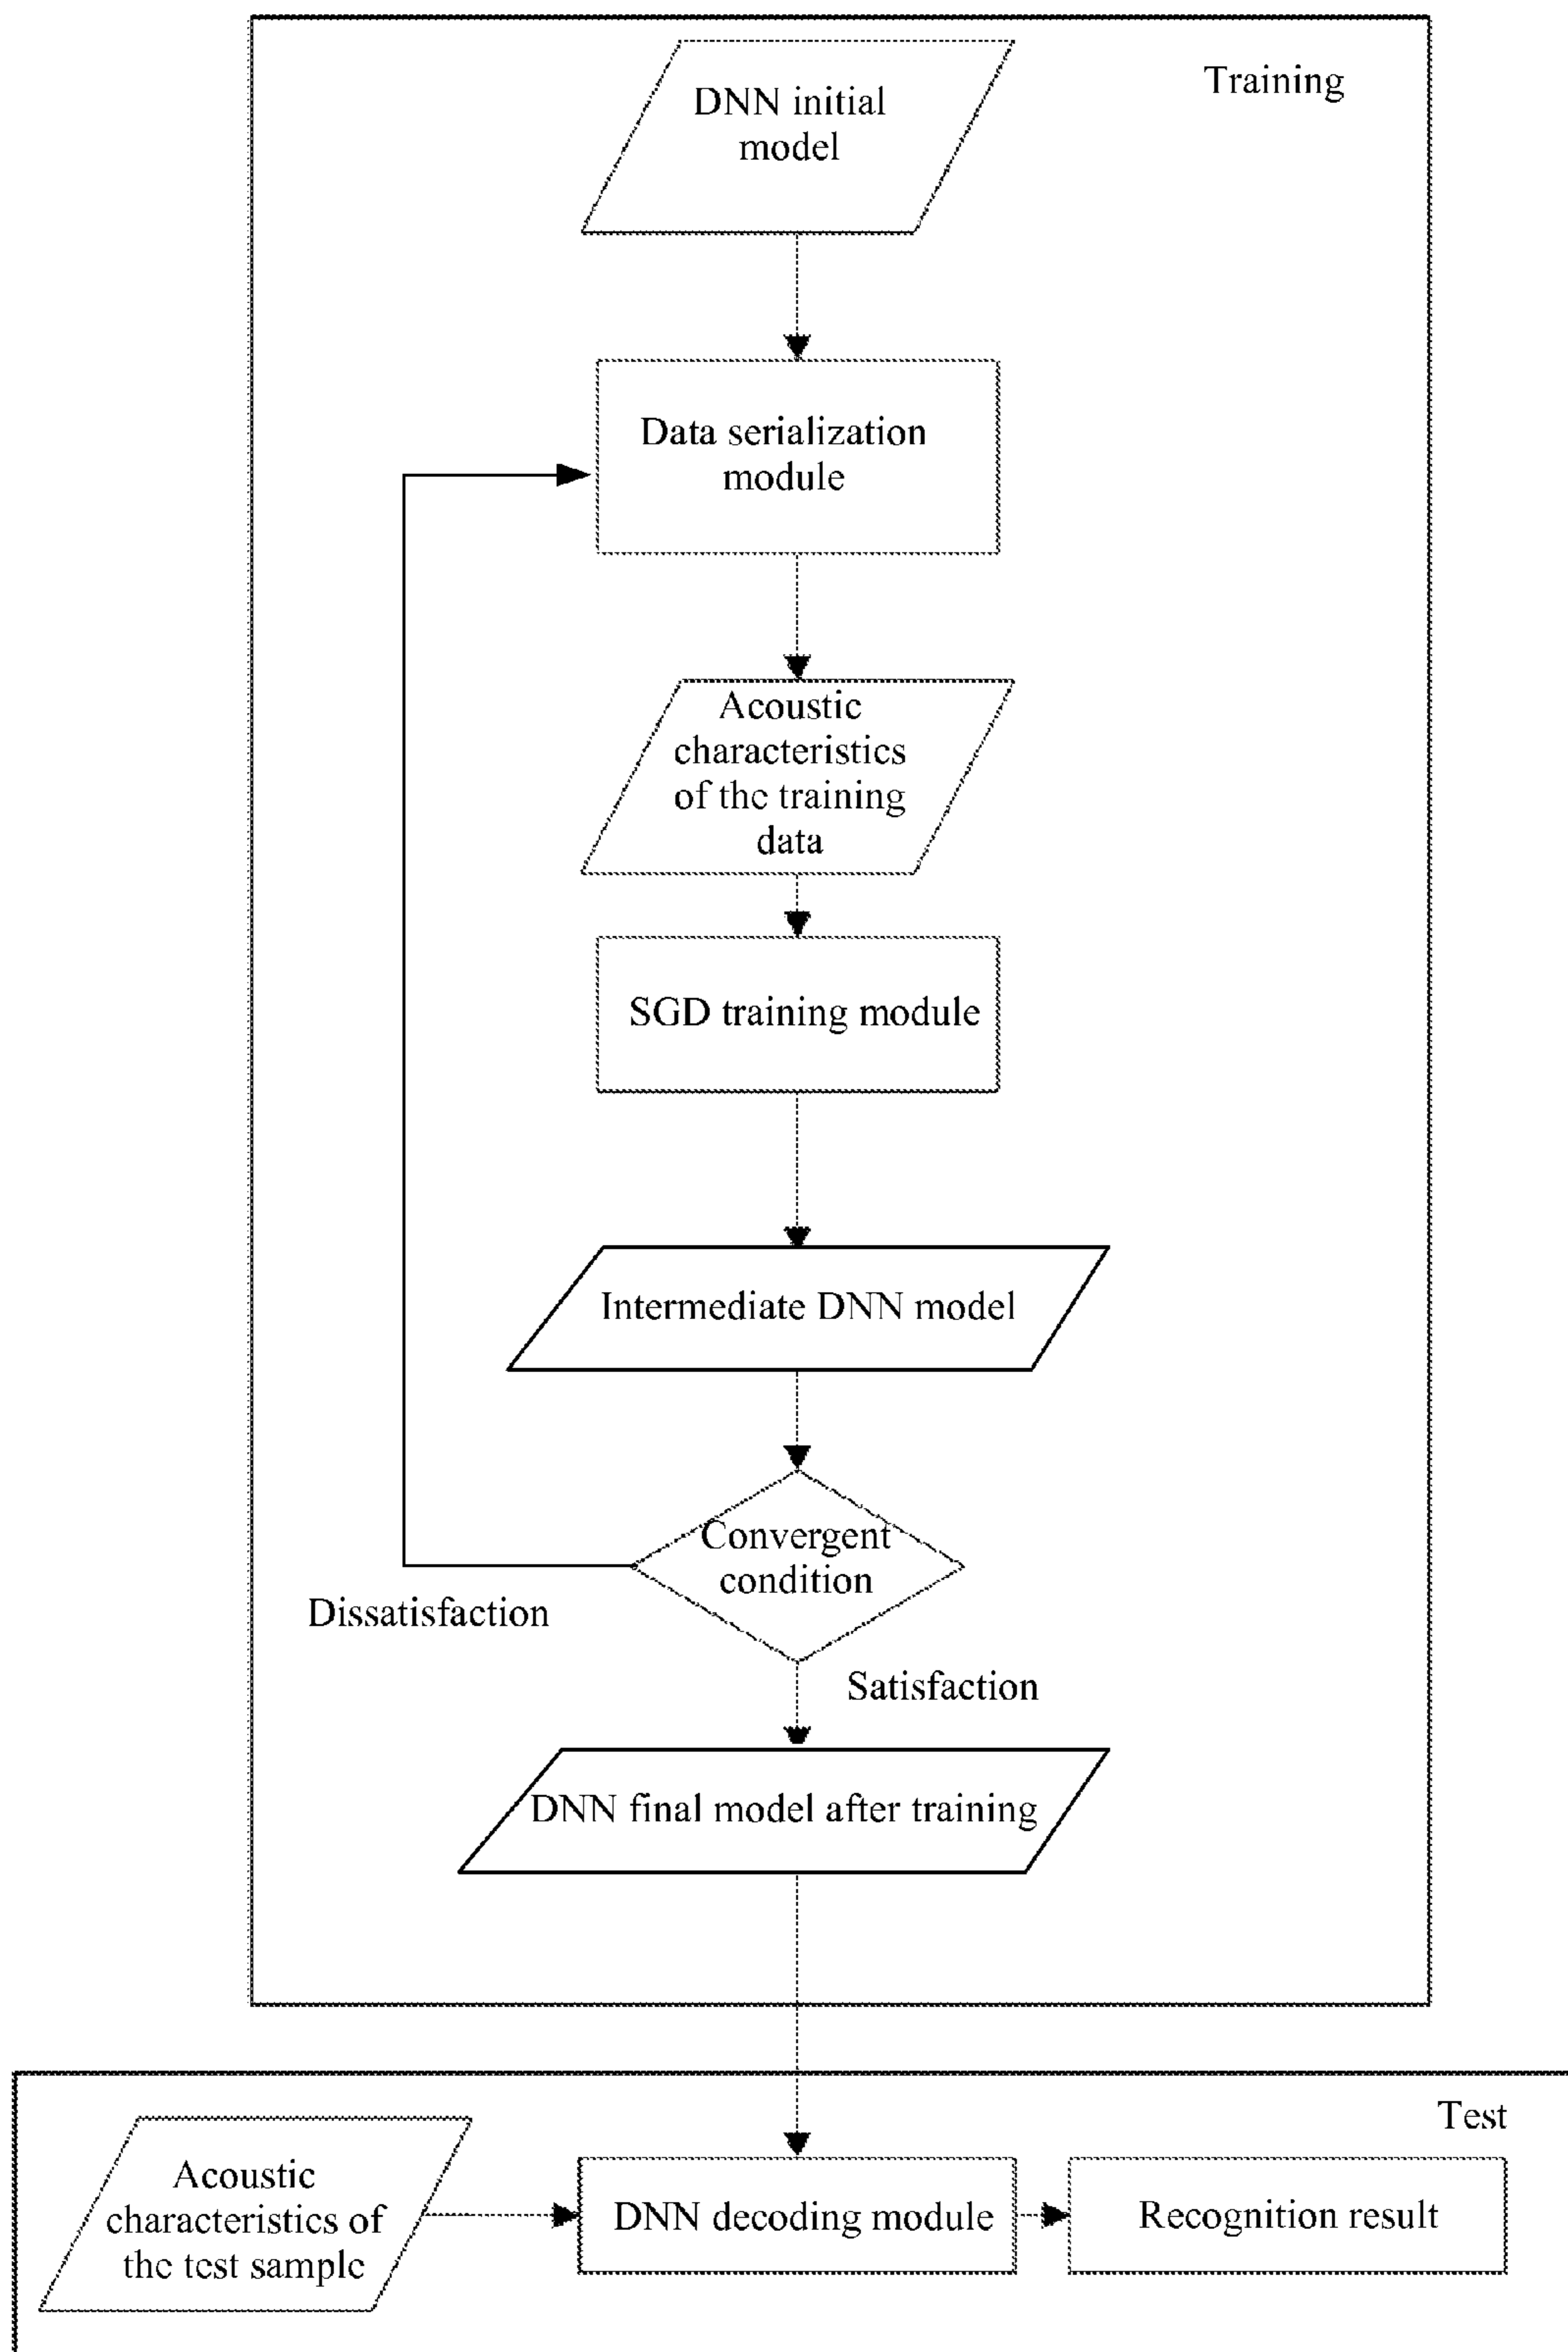 Training
DNN initial
model
Data serialization
module
Acoustic
characteristics
of the training
data
SGD training module
Intermediate DNN model
Convergent
condition
Dissatisfaction
Satisfaction
DNN final model after training
Test
Acoustic
characteristics of
the test sample
DNN decoding module
Recognition result